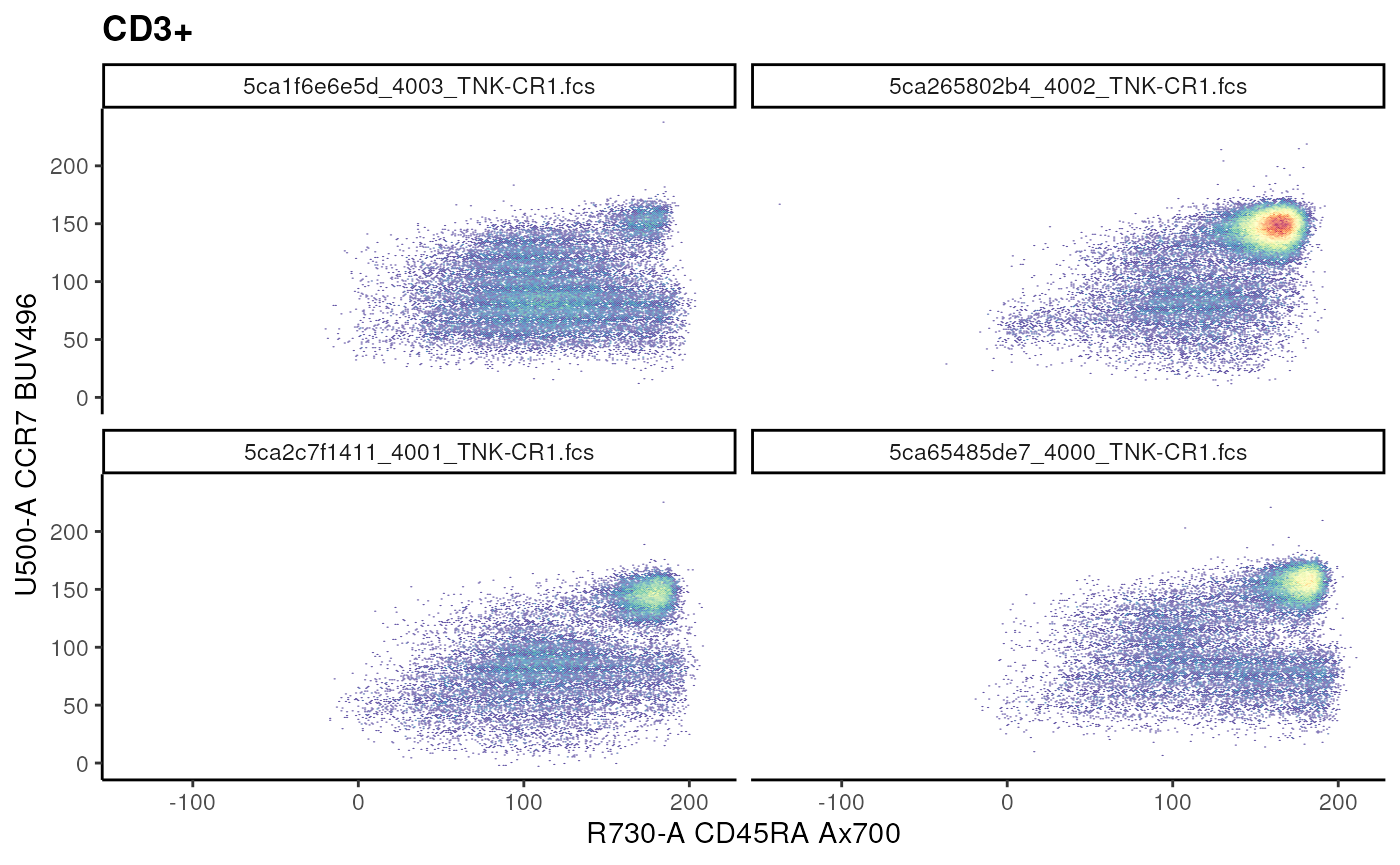 CD3+
5ca1f6e6e5d_4003_TNK-CR1.fcs
5ca265802b4_4002_TNK-CR1.fcs
200
150
100
50
0
5ca2c7f1411_4001_TNK-CR1.fcs
5ca65485de7_4000_TNK-CR1.fcs
200
150
100
50
0
U500-A CCR7 BUV496
-100 0 100 200
-100 0 100 200
R730-A CD45RA Ax700